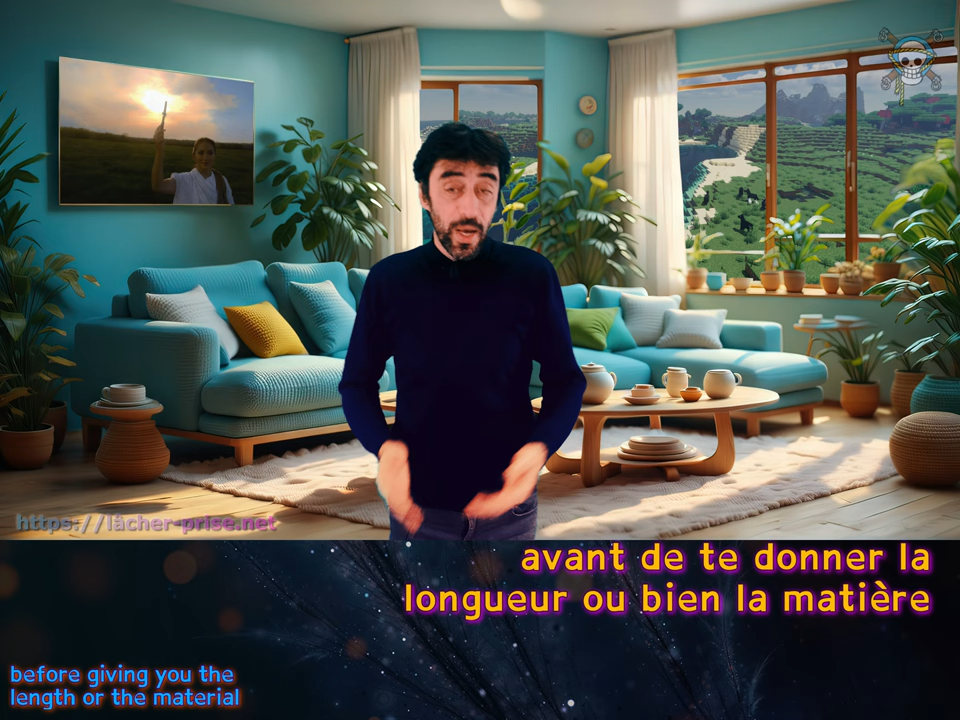 https://lâcher-prise.net
avant de te donner la
longueur ou bien la matière
before giving you the
length or the material